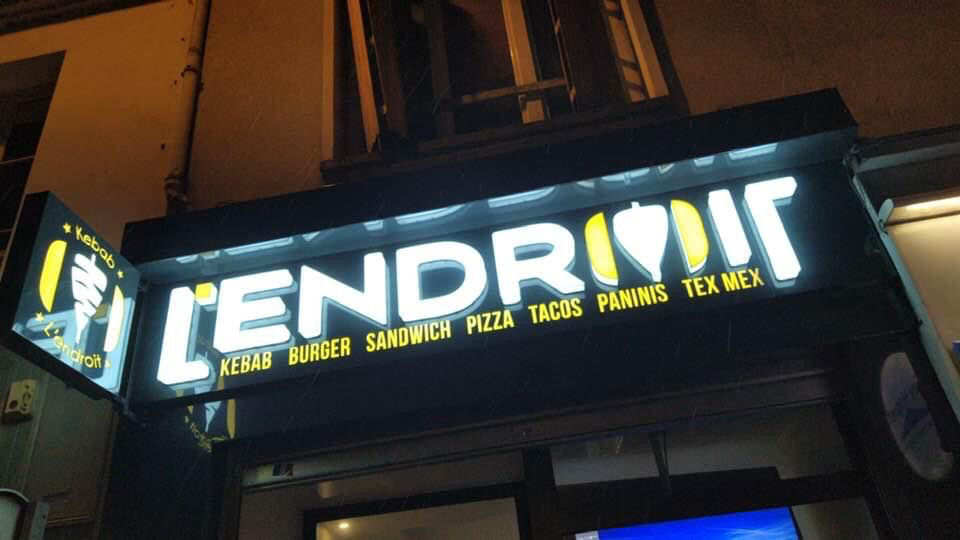 Kebab
L'endroit
L'ENDROIT
KEBAB BURGER SANDWICH PIZZA TACOS PANINIS TEX MEX